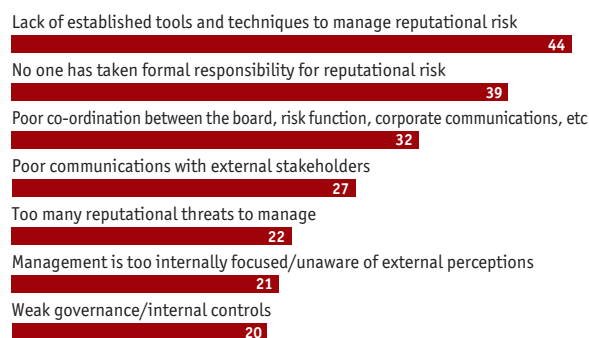 Lack of established tools and techniques to manage reputational risk
44
No one has taken formal responsibility for reputational risk
39
Poor co-ordination between the board, risk function, corporate communications, etc
32
Poor communications with external stakeholders
27
Too many reputational threats to manage
22
Management is too internally focused/unaware of external perceptions
21
Weak governance/internal controls
20